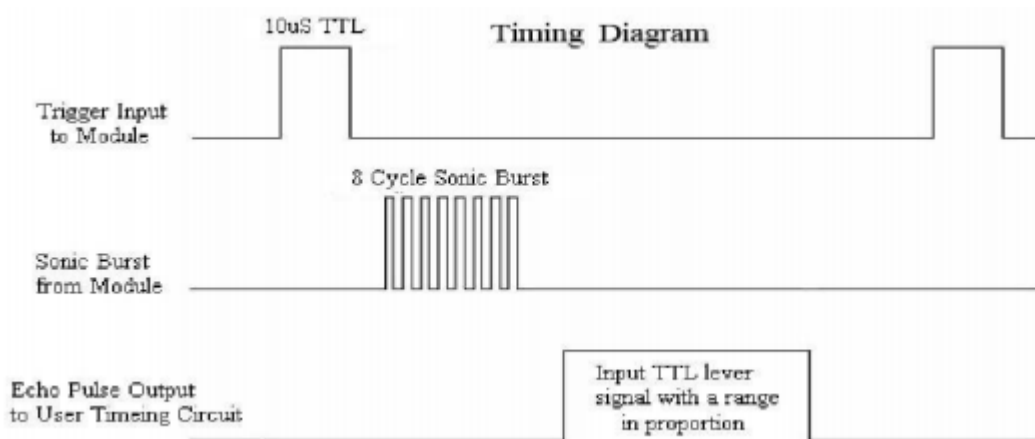 10uS TTL
Timing Diagram
Trigger Input
to Module
8 Cycle Sonic Burst
Sonic Burst
from Module
Echo Pulse Output
to User Timeing Circuit
Input TTL lever
signal with a range
in proportion